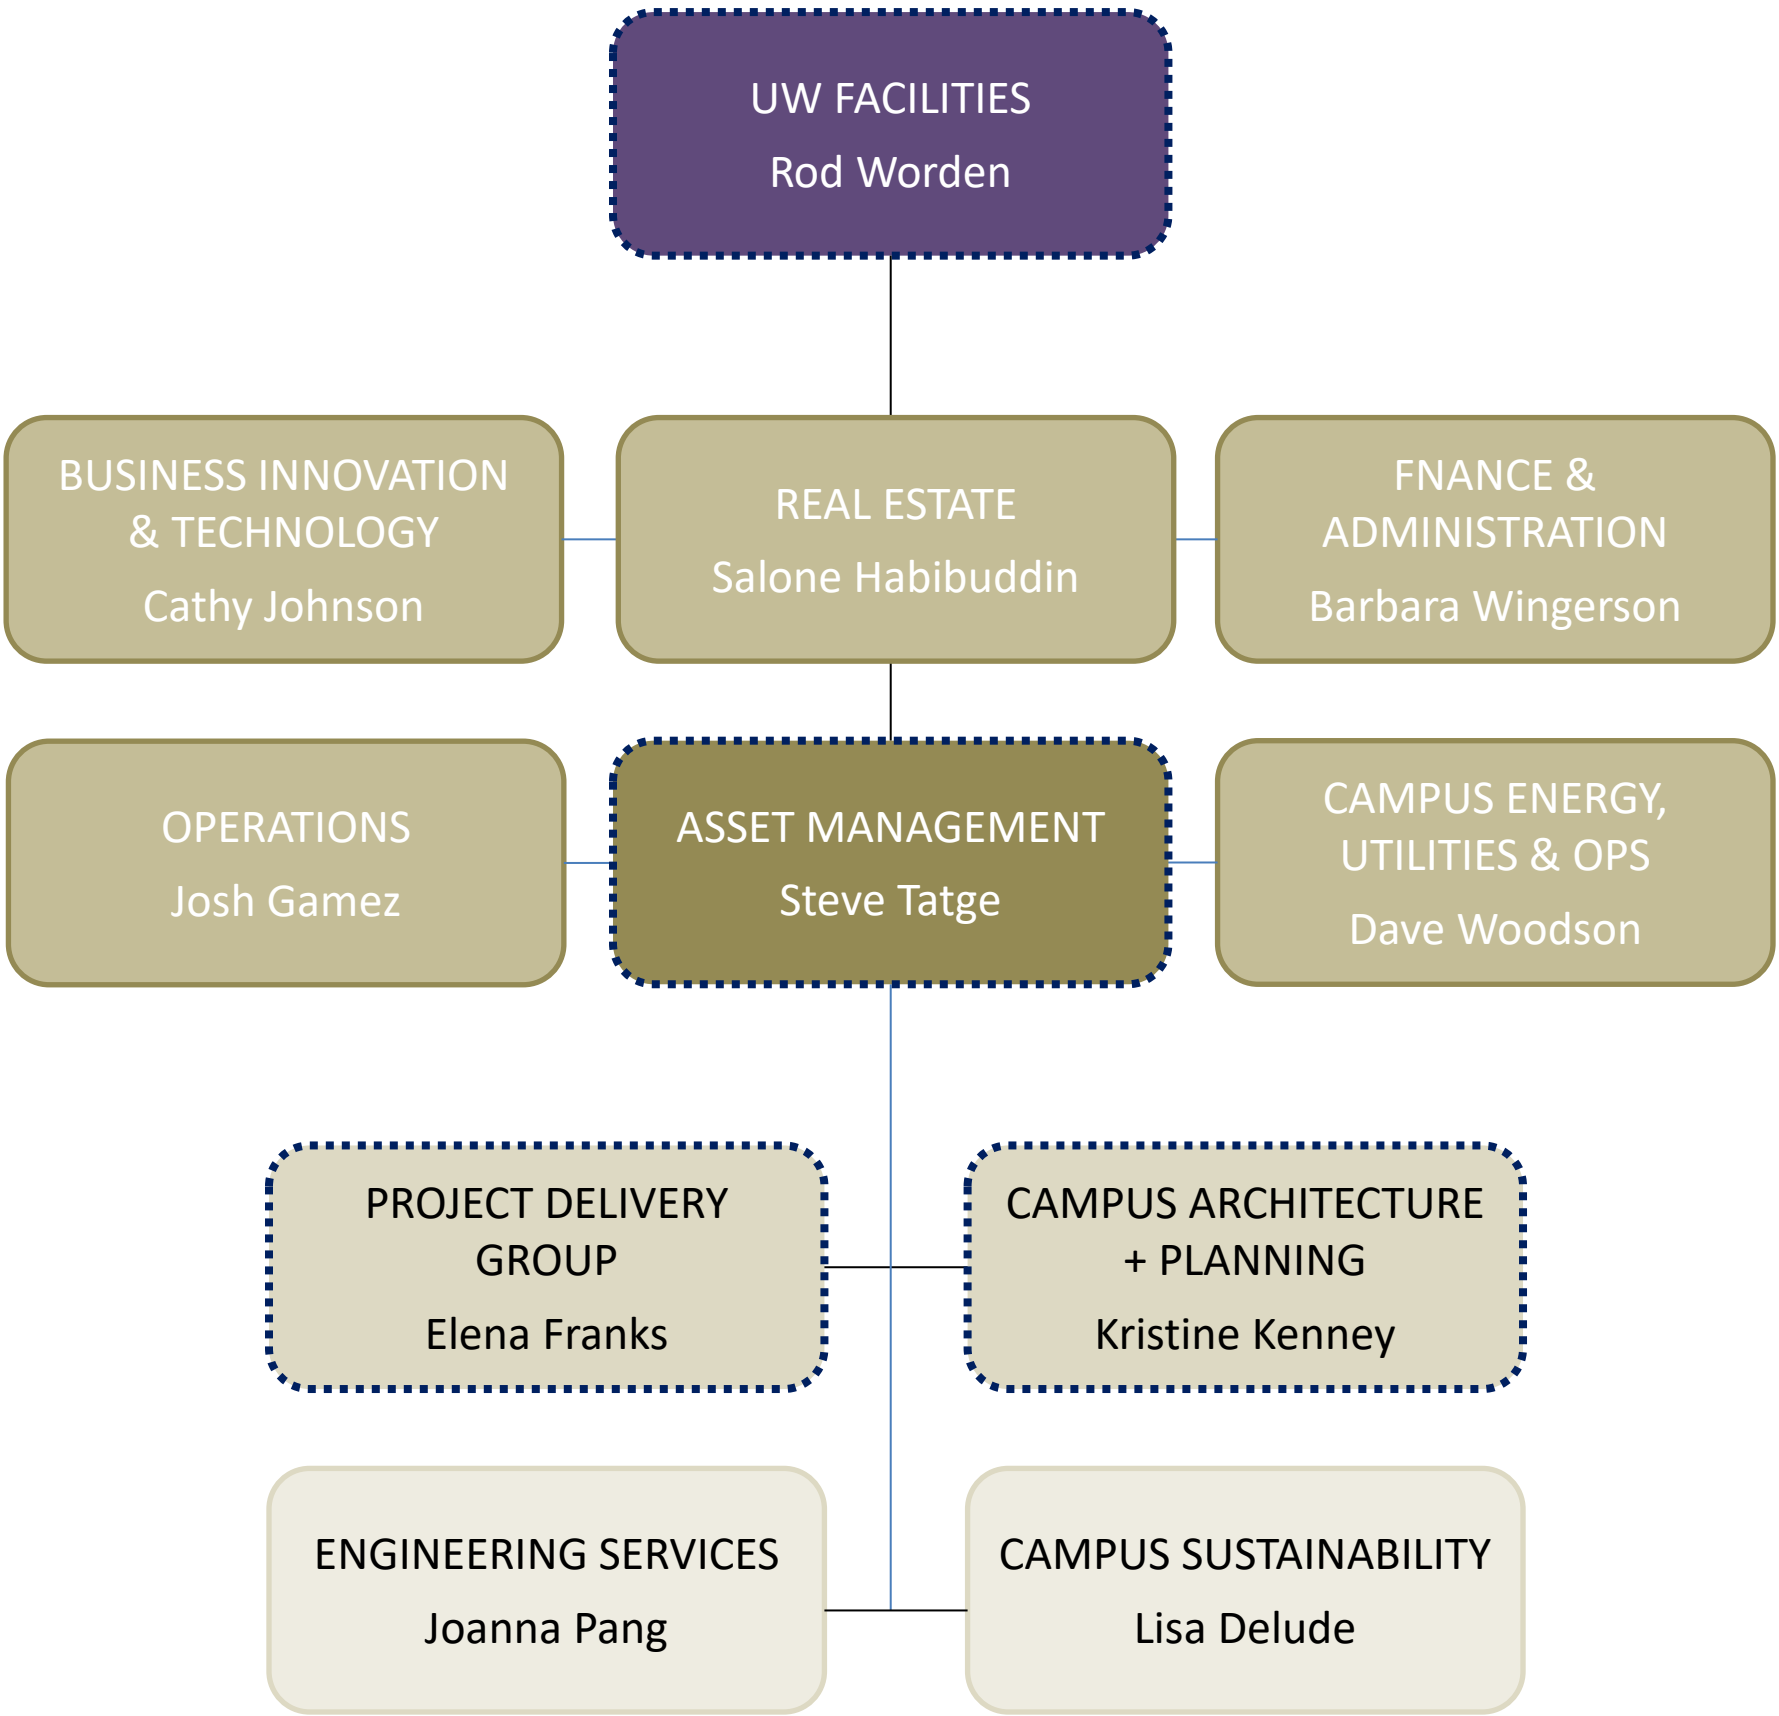 UW FACILITIES
Rod Worden
BUSINESS INNOVATION
& TECHNOLOGY
Cathy Johnson
REAL ESTATE
Salone Habibuddin
FNANCE &
ADMINISTRATION
Barbara Wingerson
OPERATIONS
Josh Gamez
ASSET MANAGEMENT
Steve Tatge
CAMPUS ENERGY,
UTILITIES & OPS
Dave Woodson
PROJECT DELIVERY
GROUP
Elena Franks
CAMPUS ARCHITECTURE
+ PLANNING
Kristine Kenney
ENGINEERING SERVICES
Joanna Pang
CAMPUS SUSTAINABILITY
Lisa Delude